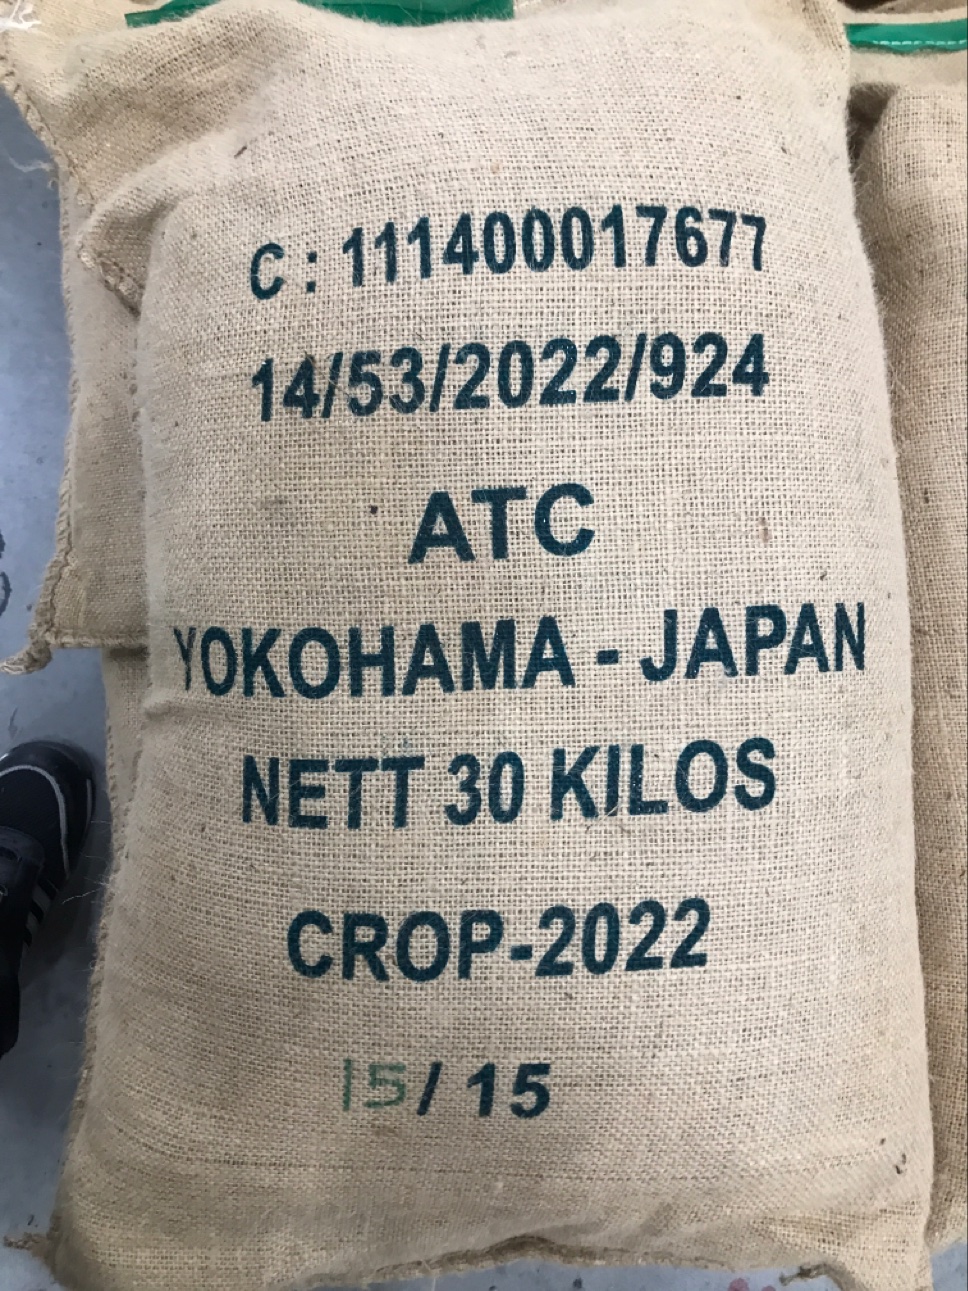 C: 111400017677
14/53/2022/924
ATC
YOKOHAMA - JAPAN
NETT 30 KILOS
CROP-2022
15/ 15